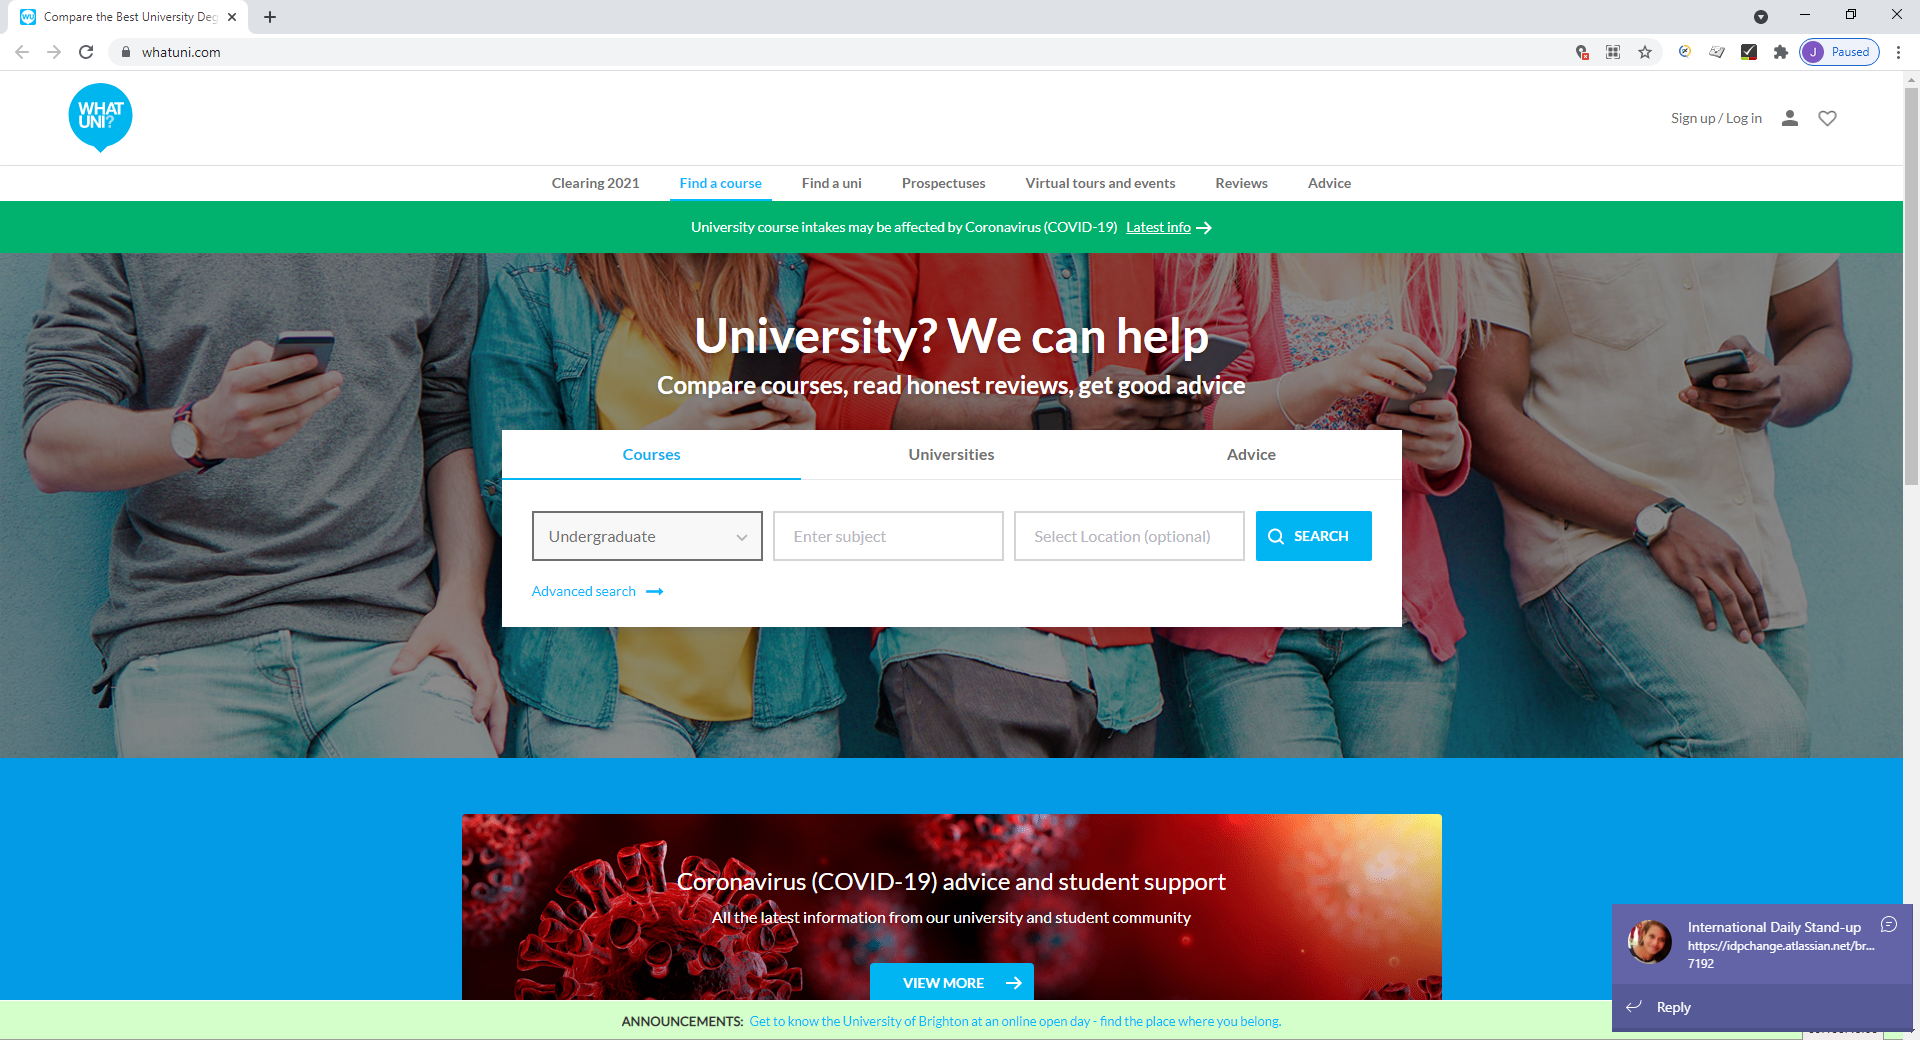 WU
Compare the Best University Deg
whatuni.com
J
Paused
WHAT
UNI?
Sign up / Log in
Clearing 2021
Find a course
Find a uni
Prospectuses
Virtual tours and events
Reviews
Advice
University course intakes may be affected by Coronavirus (COVID-19) Latest info
University? We can help
Compare courses, read honest reviews, get good advice
Courses
Universities
Advice
Undergraduate
Enter subject
Select Location (optional)
SEARCH
Advanced search
Coronavirus (COVID-19) advice and student support
All the latest information from our university and student community
VIEW MORE
International Daily Stand-up
https://idpchange.atlassian.net/br...
7192
Reply
ANNOUNCEMENTS: Get to know the University of Brighton at an online open day - find the place where you belong.